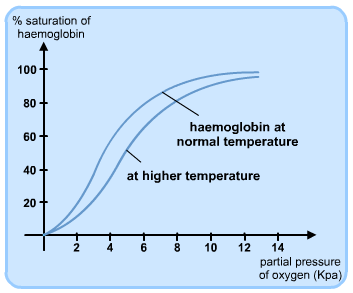 % saturation of
haemoglobin
100
80
60
40
20
haemoglobin at
normal temperature
at higher temperature
2 4 6 8 10 12 14
partial pressure
of oxygen (Kpa)